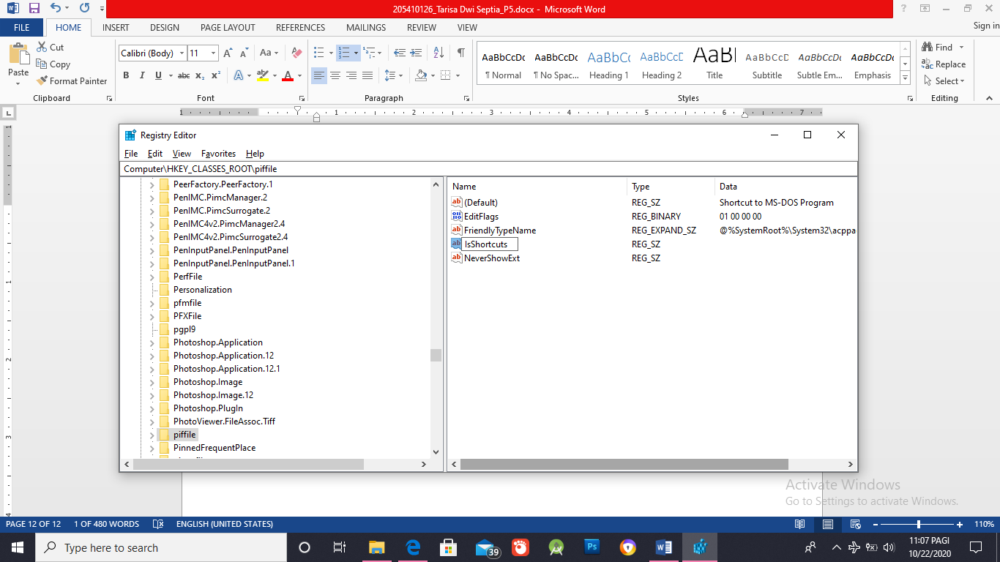 205410126_Tarisa Dwi Septia_P5.docx - Microsoft Word
FILE HOME INSERT DESIGN PAGE LAYOUT REFERENCES MAILINGS REVIEW VIEW Sign in
Paste
Cut
Copy
Format Painter
Clipboard
Calibri (Body) 11
Font
Paragraph
AaBbCcDc AaBbCcDc AaBbCc AaBbCcD AaBl AaBbCcD AaBbCcDc AaBbCcDc
¶ Normal ¶ No Spac... Heading 1 Heading 2 Title Subtitle Subtle Em... Emphasis
Styles
Find
Replace
Select
Editing
1 1 2 3 4 5 6 7
Registry Editor
File Edit View Favorites Help
Computer\HKEY_CLASSES_ROOT\piffile
PeerFactory.PeerFactory.1
PenIMC.PimcManager.2
PenIMC.PimcSurrogate.2
PenIMC4v2.PimcManager2.4
PenIMC4v2.PimcSurrogate2.4
PenInputPanel.PenInputPanel
PenInputPanel.PenInputPanel.1
PerfFile
Personalization
pfmfile
PFXFile
pgpl9
Photoshop.Application
Photoshop.Application.12
Photoshop.Application.12.1
Photoshop.Image
Photoshop.Image.12
Photoshop.PlugIn
PhotoViewer.FileAssoc.Tiff
piffile
PinnedFrequentPlace
Name Type Data
(Default) REG_SZ Shortcut to MS-DOS Program
EditFlags REG_BINARY 01 00 00 00
FriendlyTypeName REG_EXPAND_SZ @%SystemRoot%\System32\acppa
IsShortcuts REG_SZ
NeverShowExt REG_SZ
Activate Windows
Go to Settings to activate Windows.
PAGE 12 OF 12 1 OF 480 WORDS ENGLISH (UNITED STATES) 110%
Type here to search
39
11:07 PAGI
10/22/2020